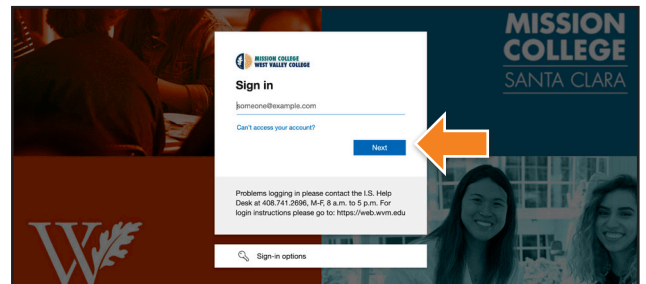 MISSION
COLLEGE
SANTA CLARA
MISSION COLLEGE
WEST VALLEY COLLEGE
Sign in
someone@example.com
Can't access your account?
Next
Problems logging in please contact the I.S. Help
Desk at 408.741.2696, M-F, 8 a.m. to 5 p.m. For
login instructions please go to: https://web.wvm.edu
Sign-in options
W